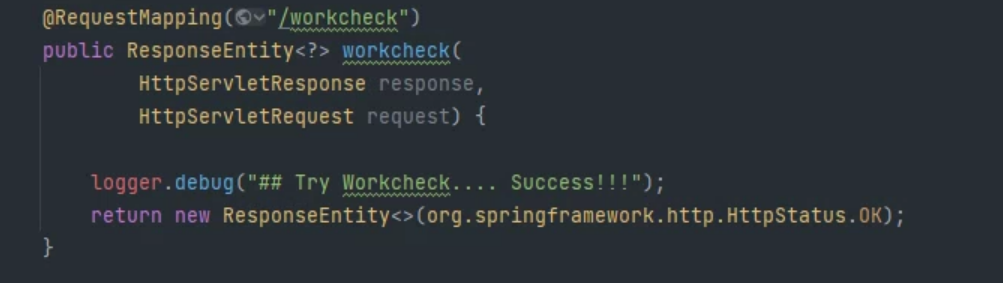 @RequestMapping("/workcheck")
public ResponseEntity<?> workcheck(
HttpServletResponse response,
HttpServletRequest request) {
logger.debug("## Try Workcheck.... Success!!!");
return new ResponseEntity<>(org.springframework.http.HttpStatus.OK);
}